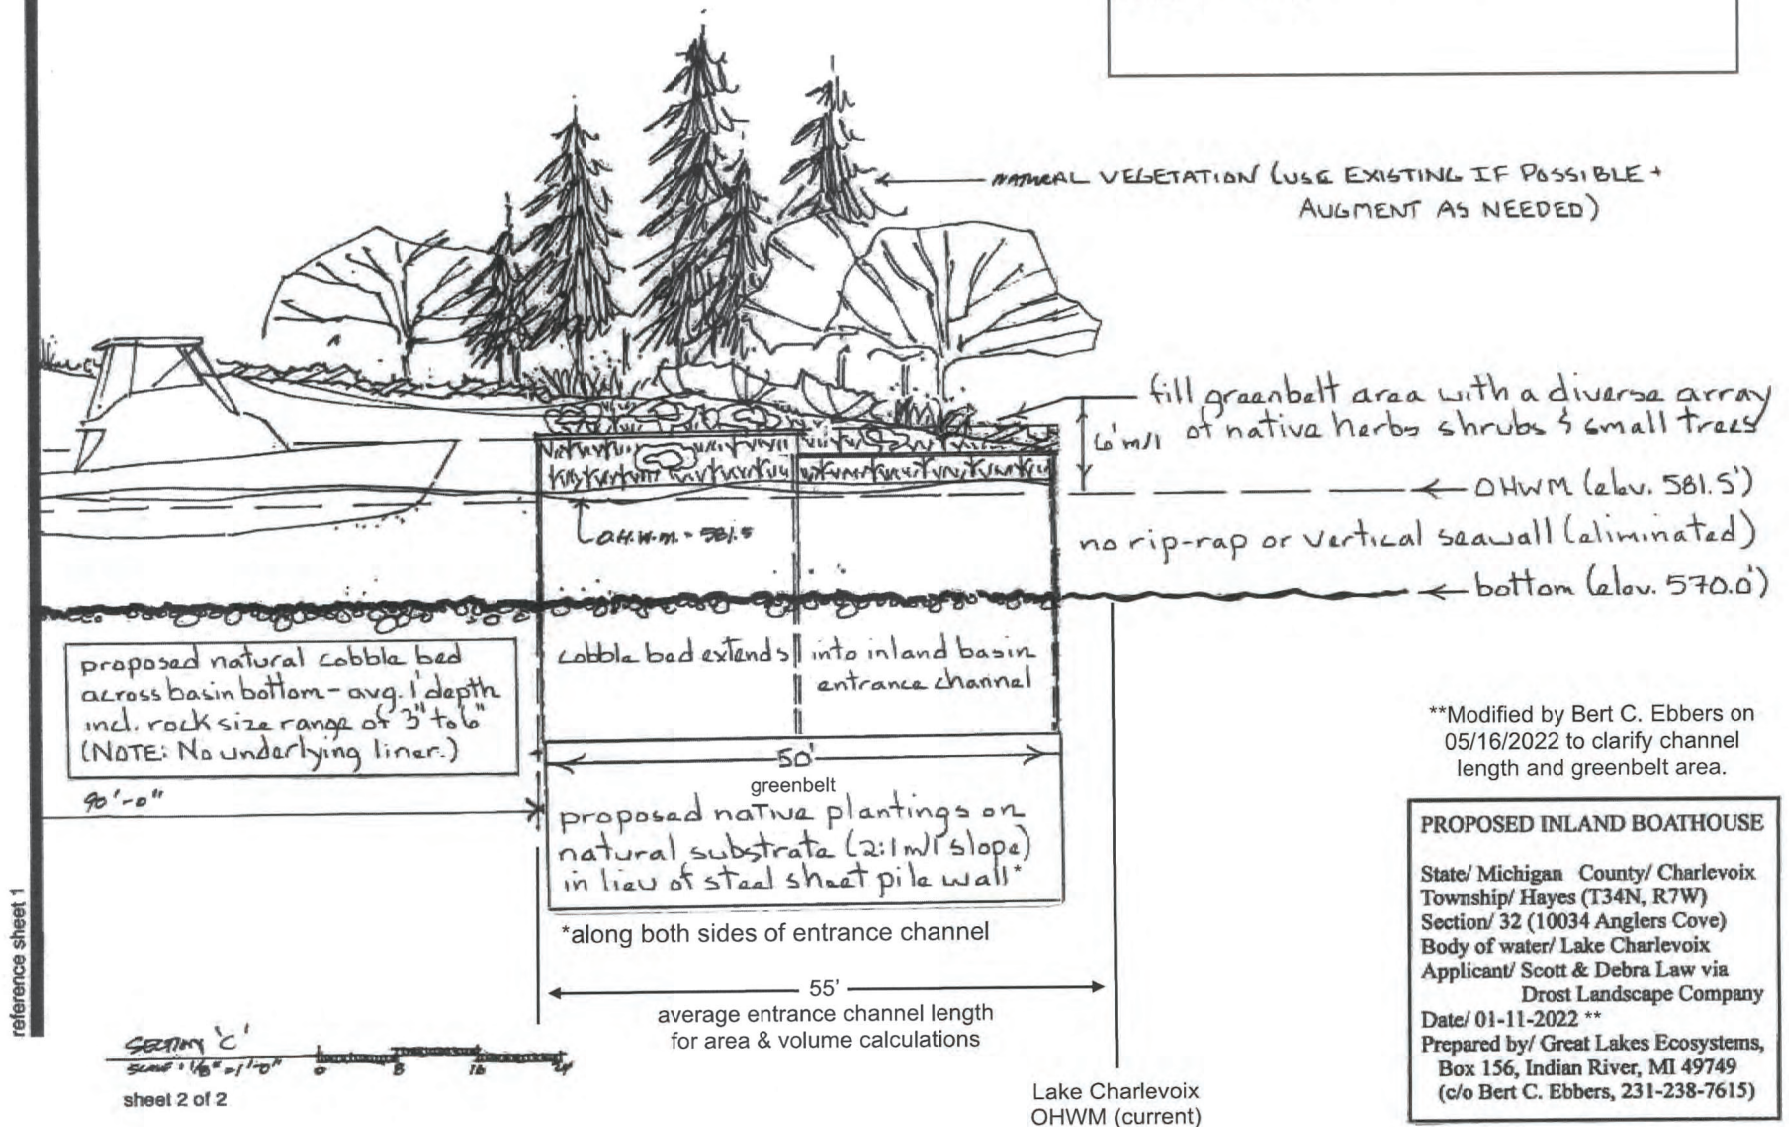 NATURAL VEGETATION (USE EXISTING IF POSSIBLE +
AUGMENT AS NEEDED)
fill greenbelt area with a diverse array
of native herbs shrubs & small trees
6' m/l
OHWM (elev. 581.5')
O.H.W.M. = 581.5
no rip-rap or vertical seawall (eliminated)
bottom (elev. 570.0')
proposed natural cobble bed
across basin bottom - avg. 1' depth
incl. rock size range of 3" to 6"
(NOTE: No underlying liner.)
90'-0"
cobble bed extends into inland basin
entrance channel
50'
greenbelt
proposed native plantings on
natural substrate (2:1 m/l slope)
in lieu of steel sheet pile wall*
*along both sides of entrance channel
55'
average entrance channel length
for area & volume calculations
Lake Charlevoix
OHWM (current)
**Modified by Bert C. Ebbers on
05/16/2022 to clarify channel
length and greenbelt area.
PROPOSED INLAND BOATHOUSE
State/ Michigan County/ Charlevoix
Township/ Hayes (T34N, R7W)
Section/ 32 (10034 Anglers Cove)
Body of water/ Lake Charlevoix
Applicant/ Scott & Debra Law via
Drost Landscape Company
Date/ 01-11-2022 **
Prepared by/ Great Lakes Ecosystems,
Box 156, Indian River, MI 49749
(c/o Bert C. Ebbers, 231-238-7615)
reference sheet 1
SECTION 'C'
SCALE: 1/8" = 1'-0"
0 8 16 24
sheet 2 of 2